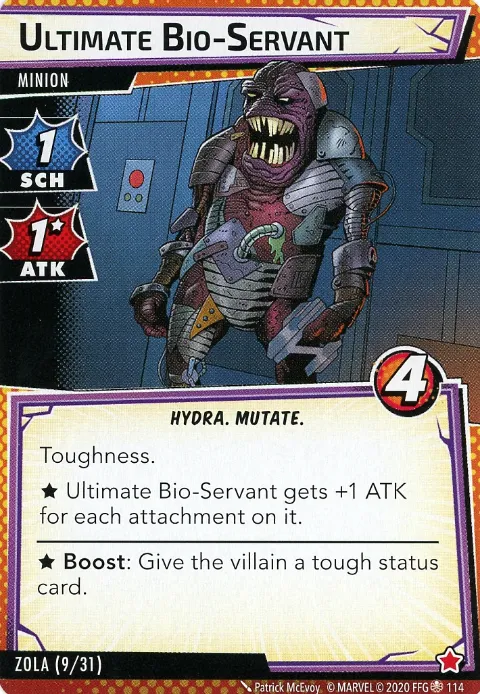 ULTIMATE BIO-SERVANT
MINION
1
SCH
1★
ATK
4
HYDRA. MUTATE.
Toughness.
★ Ultimate Bio-Servant gets +1 ATK
for each attachment on it.
★ Boost: Give the villain a tough status
card.
ZOLA (9/31)
Patrick McEvoy. © MARVEL © 2020 FFG 114